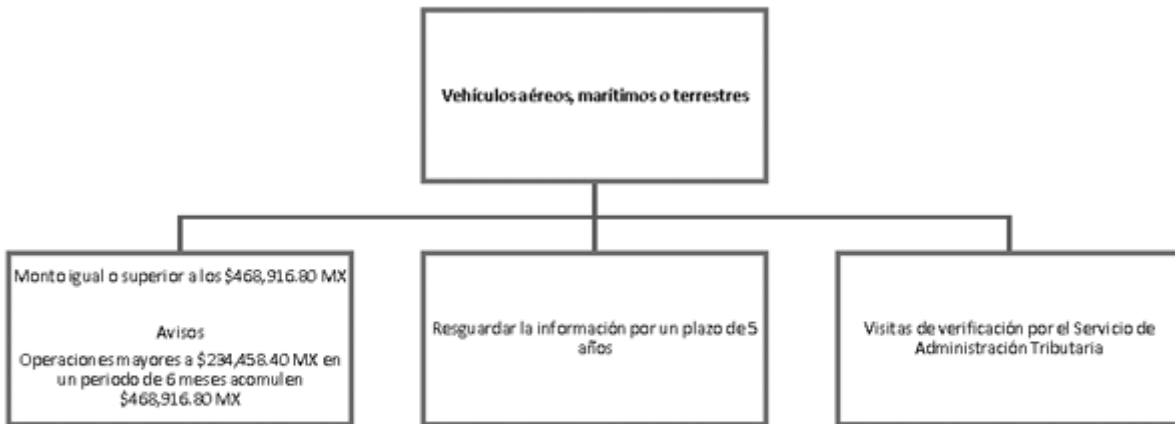 Vehículos aéreos, marítimos o terrestres
Monto igual o superior a los $468,916.80 MX
Avisos
Operaciones mayores a $234,458.40 MX en
un periodo de 6 meses acomulen
$468,916.80 MX
Resguardar la información por un plazo de 5
años
Visitas de verificación por el Servicio de
Administración Tributaria